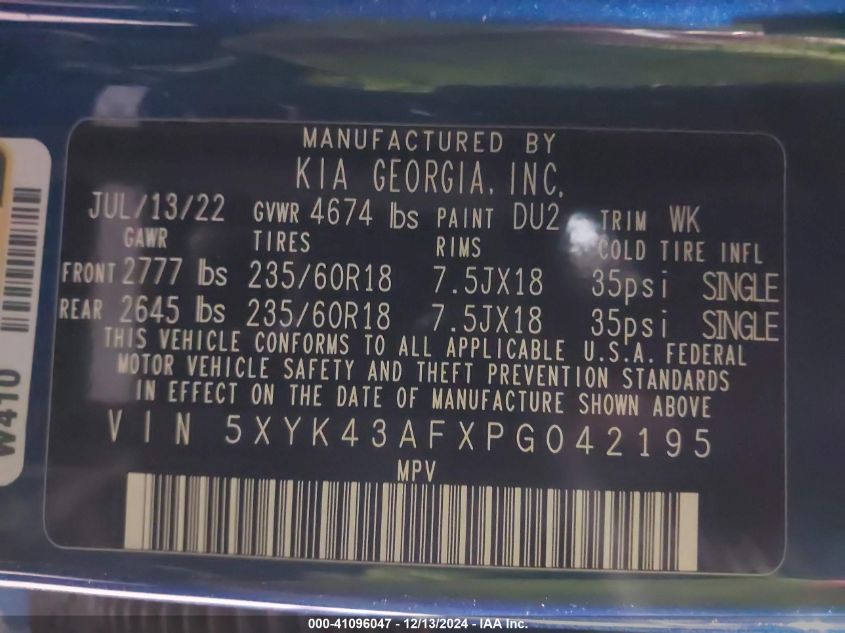 MANUFACTURED BY
KIA GEORGIA, INC.
JUL/13/22 GVWR 4674 lbs PAINT DU2 TRIM WK
GAWR TIRES RIMS COLD TIRE INFL
FRONT 2777 lbs 235/60R18 7.5JX18 35psi SINGLE
REAR 2645 lbs 235/60R18 7.5JX18 35psi SINGLE
THIS VEHICLE CONFORMS TO ALL APPLICABLE U.S.A. FEDERAL
MOTOR VEHICLE SAFETY AND THEFT PREVENTION STANDARDS
IN EFFECT ON THE DATE OF MANUFACTURE SHOWN ABOVE
VIN 5XYK43AFXPG042195
MPV
W410
000-41096047 - 12/13/2024 - IAA Inc.